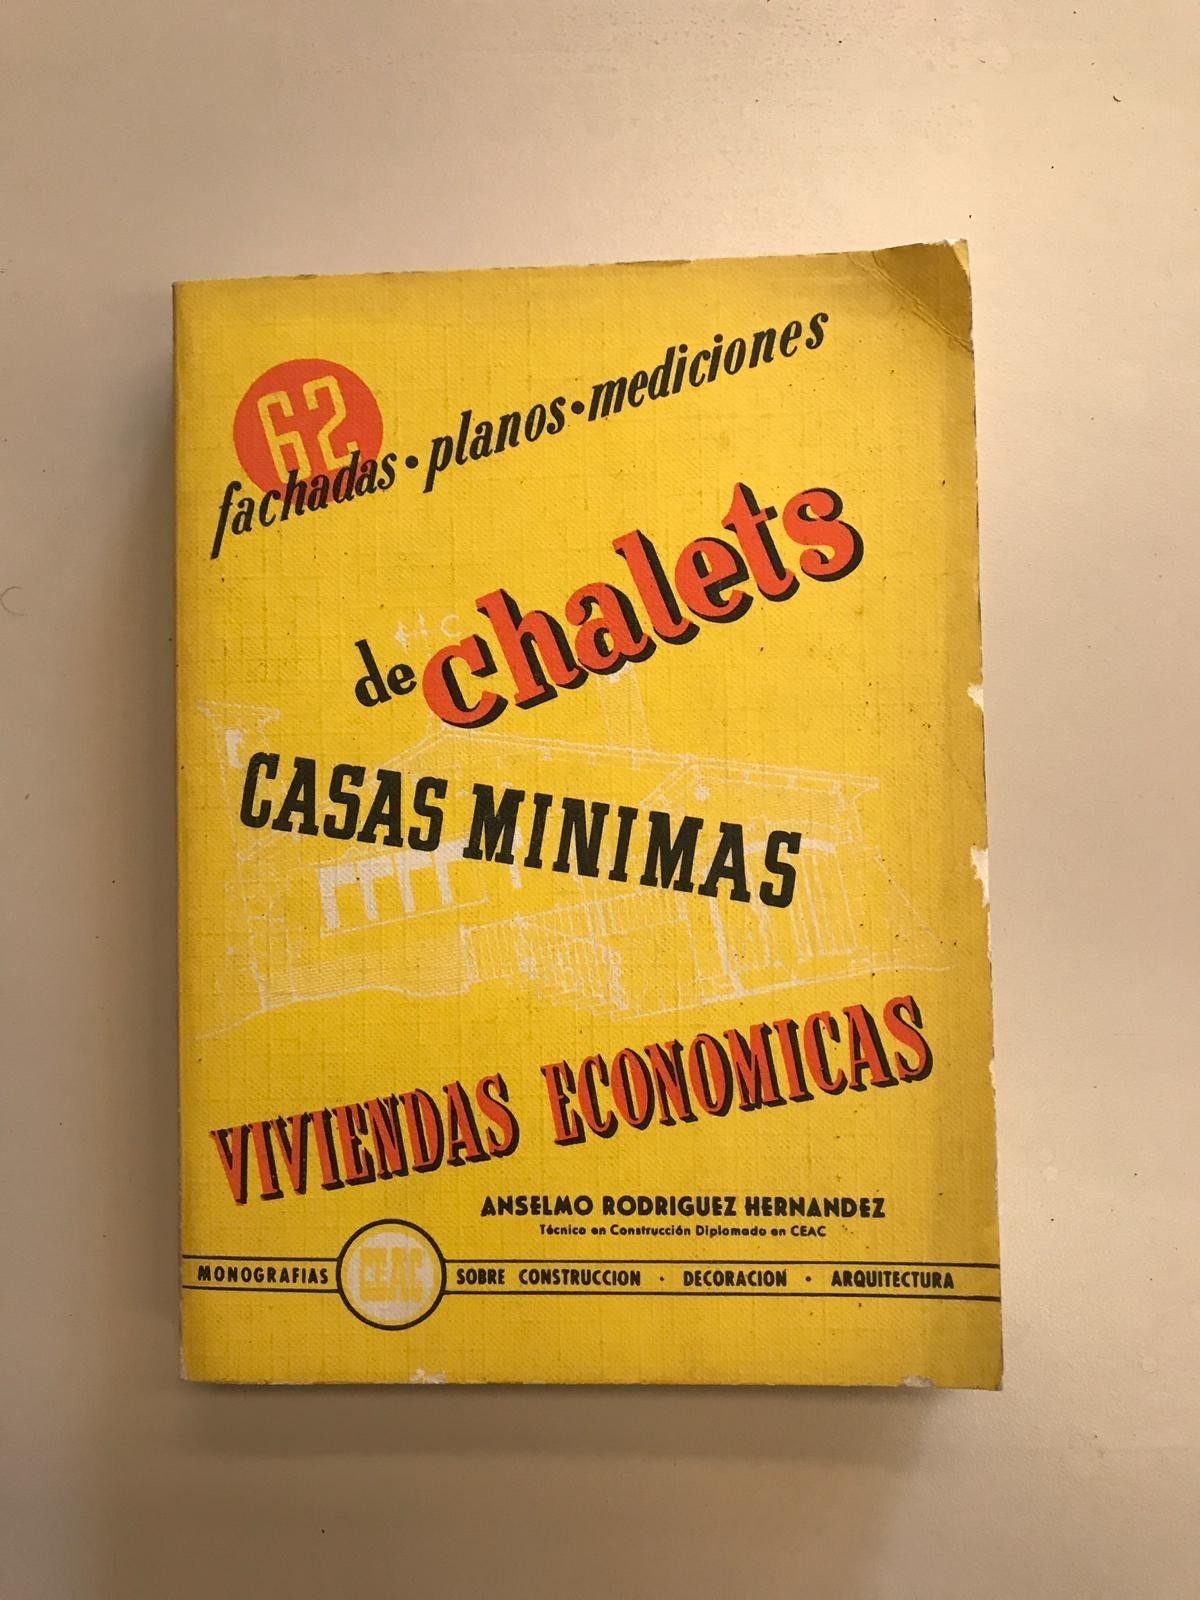 62
fachadas · planos · mediciones
de chalets
CASAS MINIMAS
VIVIENDAS ECONOMICAS
ANSELMO RODRIGUEZ HERNANDEZ
Técnico en Construcción Diplomado en CEAC
MONOGRAFIAS CEAC SOBRE CONSTRUCCION · DECORACION · ARQUITECTURA